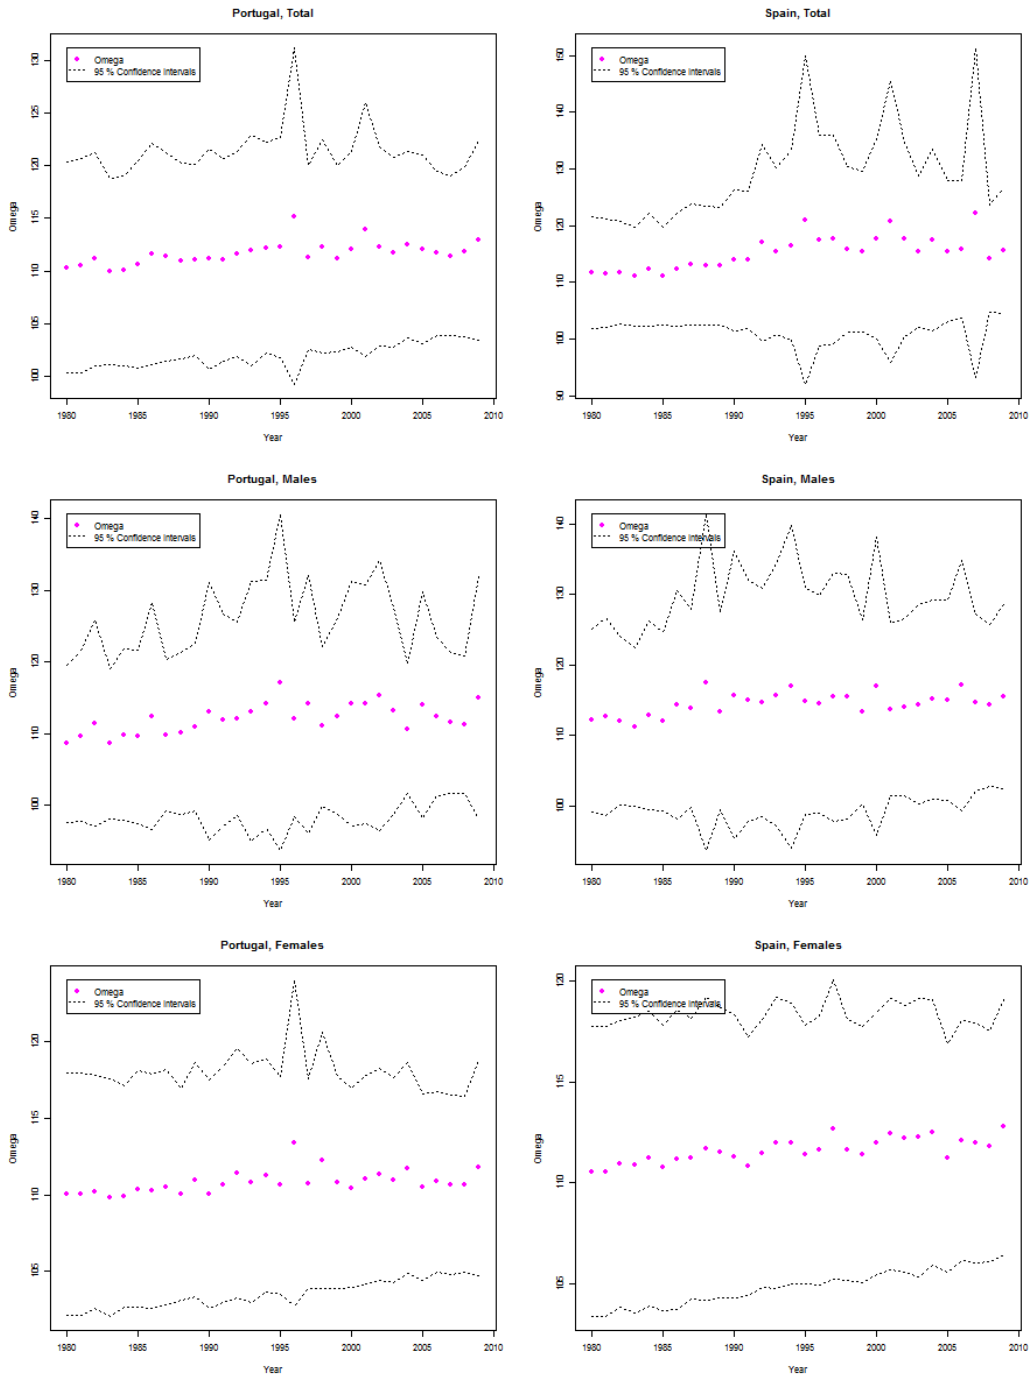 Portugal, Total
Omega
95 % Confidence intervals
Omega
130
125
120
115
110
105
100
1980 1985 1990 1995 2000 2005 2010
Year
Spain, Total
Omega
95 % Confidence intervals
Omega
150
140
130
120
110
100
90
1980 1985 1990 1995 2000 2005 2010
Year
Portugal, Males
Omega
95 % Confidence intervals
Omega
140
130
120
110
100
1980 1985 1990 1995 2000 2005 2010
Year
Spain, Males
Omega
95 % Confidence intervals
Omega
140
130
120
110
100
1980 1985 1990 1995 2000 2005 2010
Year
Portugal, Females
Omega
95 % Confidence intervals
Omega
120
115
110
105
1980 1985 1990 1995 2000 2005 2010
Year
Spain, Females
Omega
95 % Confidence intervals
Omega
120
115
110
105
1980 1985 1990 1995 2000 2005 2010
Year